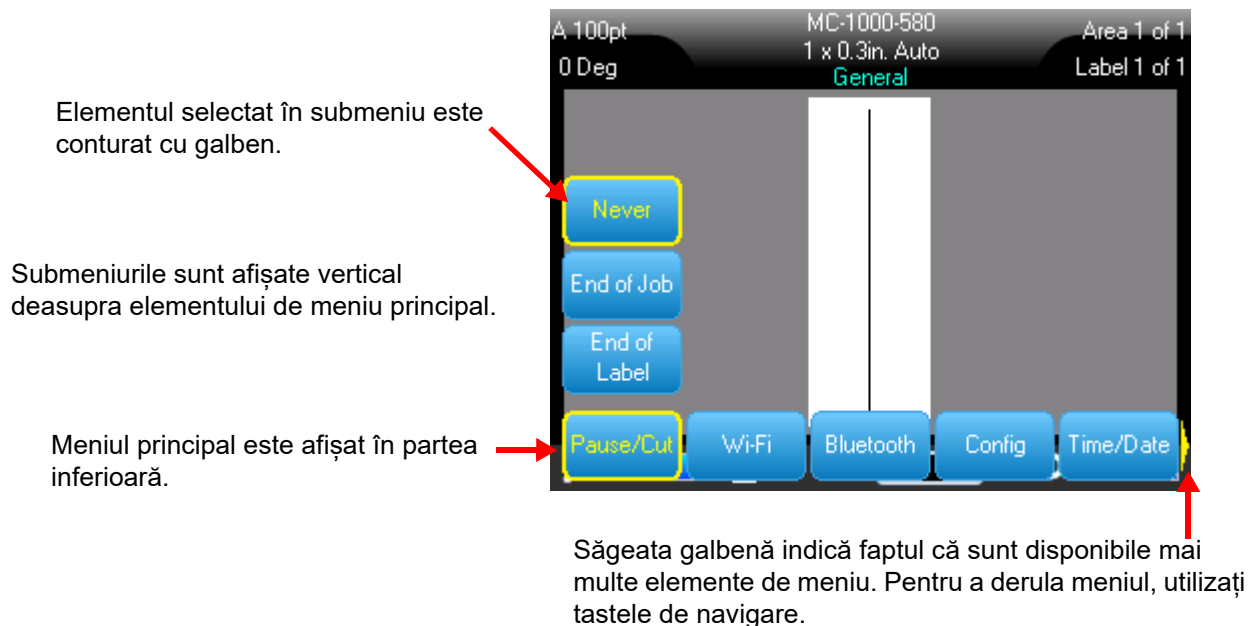 A 100pt
MC-1000-580
Area 1 of 1
1 x 0.3in. Auto
0 Deg
General
Label 1 of 1
Elementul selectat în submeniu este
conturat cu galben.
Never
Submeniurile sunt afișate vertical
deasupra elementului de meniu principal.
End of Job
End of
Label
Meniul principal este afișat în partea
inferioară.
Pause/Cut
Wi-Fi
Bluetooth
Config
Time/Date
Săgeata galbenă indică faptul că sunt disponibile mai
multe elemente de meniu. Pentru a derula meniul, utilizați
tastele de navigare.